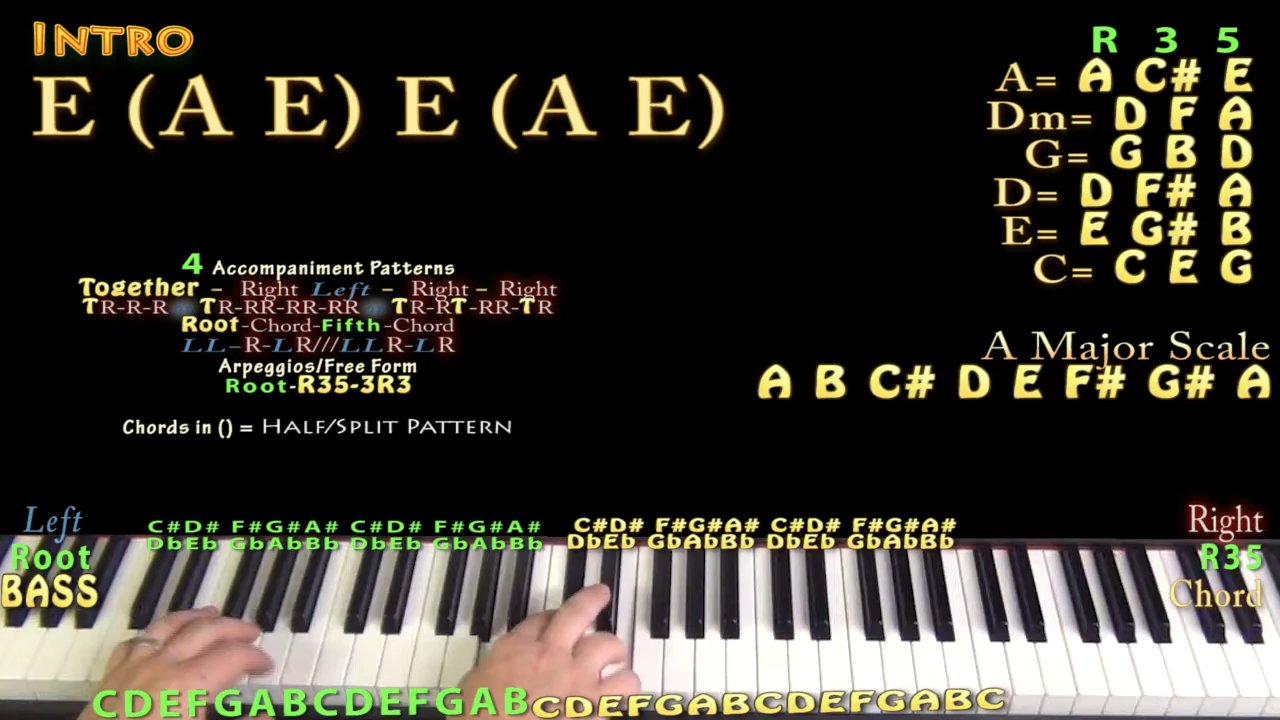 INTRO
E (A E) E (A E)
R 3 5
A= A C# E
Dm= D F A
G= G B D
D= D F# A
E= E G# B
C= C E G
4 Accompaniment Patterns
Together - Right Left - Right - Right
TR-R-R TR-RR-RR-RR TR-RT-RR-TR
Root-Chord-Fifth-Chord
LL-R-LR///LLR-LR
Arpeggios/Free Form
Root-R35-3R3
Chords in () = HALF/SPLIT PATTERN
A Major Scale
A B C# D E F# G# A
Left
Root
BASS
C#D# F#G#A# C#D# F#G#A#
DbEb GbAbBb DbEb GbAbBb
C#D# F#G#A# C#D# F#G#A#
DbEb GbAbBb DbEb GbAbBb
Right
R35
Chord
CDEFGABCDEFGAB
CDEFGABCDEFGABC